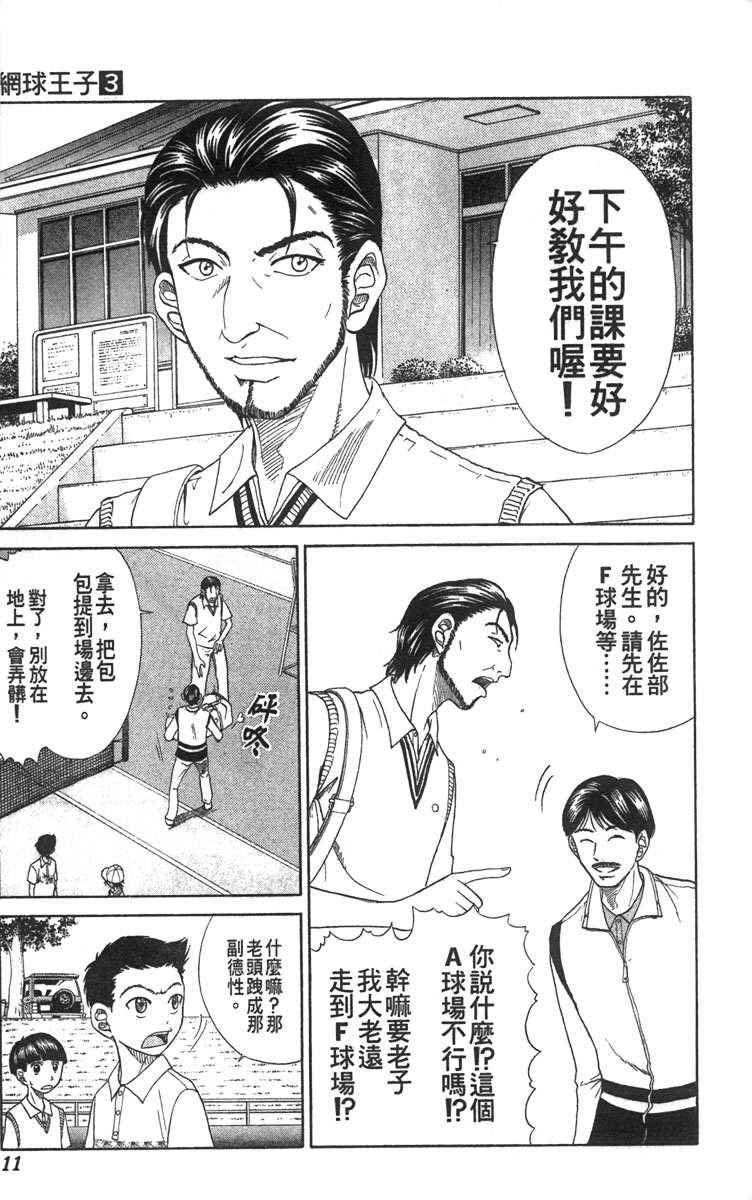 網球王子3
下午的課要好
好教我們喔！
好的，佐佐部
先生。請先在
F球場等……
你説什麼!?這個
A球場不行嗎!?
幹嘛要老子
我大老遠
走到F球場!?
拿去，把包
包提到場邊去。
對了，別放在
地上，會弄髒！
砰咚
什麼嘛？那
老頭跩成那
副德性。
11